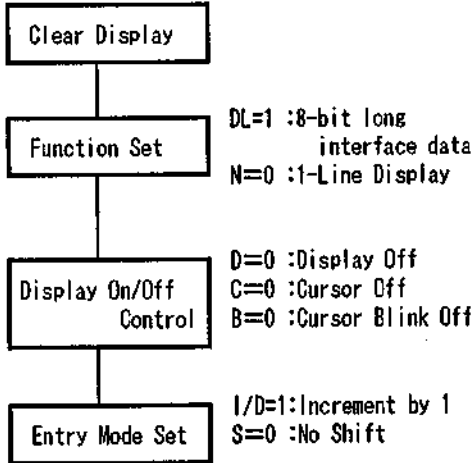 Clear Display
Function Set
DL=1 :8-bit long
interface data
N=0 :1-Line Display
Display On/Off
Control
D=0 :Display Off
C=0 :Cursor Off
B=0 :Cursor Blink Off
Entry Mode Set
I/D=1:Increment by 1
S=0 :No Shift